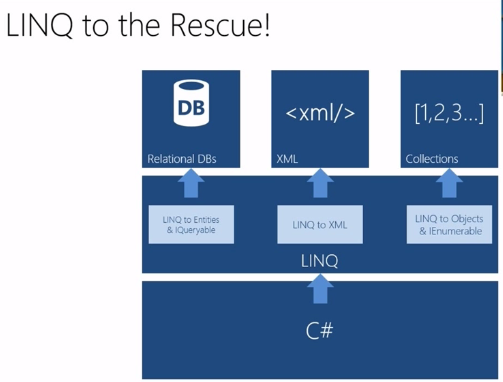 LINQ to the Rescue!
DB
<xml/>
[1,2,3...]
Relational DBs
XML
Collections
LINQ to Entities
& IQueryable
LINQ to XML
LINQ to Objects
& IEnumerable
LINQ
C#